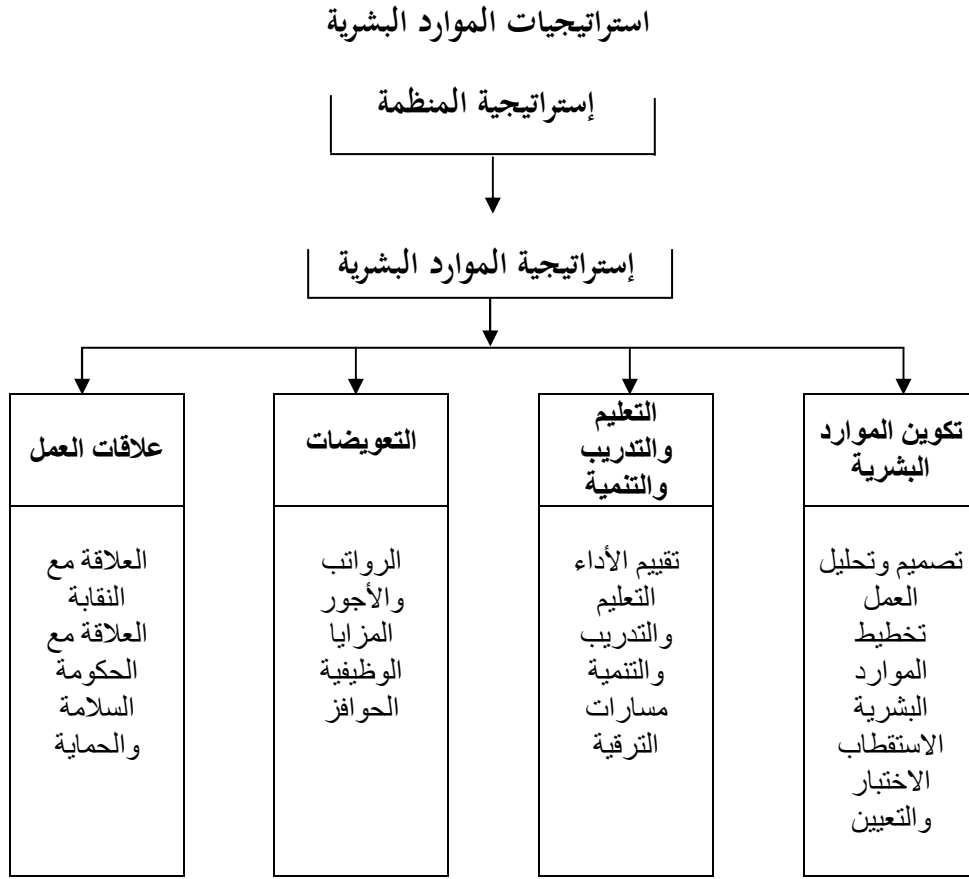 استراتيجيات الموارد البشرية
إستراتيجية المنظمة
إستراتيجية الموارد البشرية
تكوين الموارد
البشرية
تصميم وتحليل
العمل
تخطيط
الموارد
البشرية
الاستقطاب
الاختبار
والتعيين
التعليم
والتدريب
والتنمية
تقييم الأداء
التعليم
والتدريب
والتنمية
مسارات
الترقية
التعويضات
الرواتب
والأجور
المزايا
الوظيفية
الحوافز
علاقات العمل
العلاقة مع
النقابة
العلاقة مع
الحكومة
السلامة
والحماية